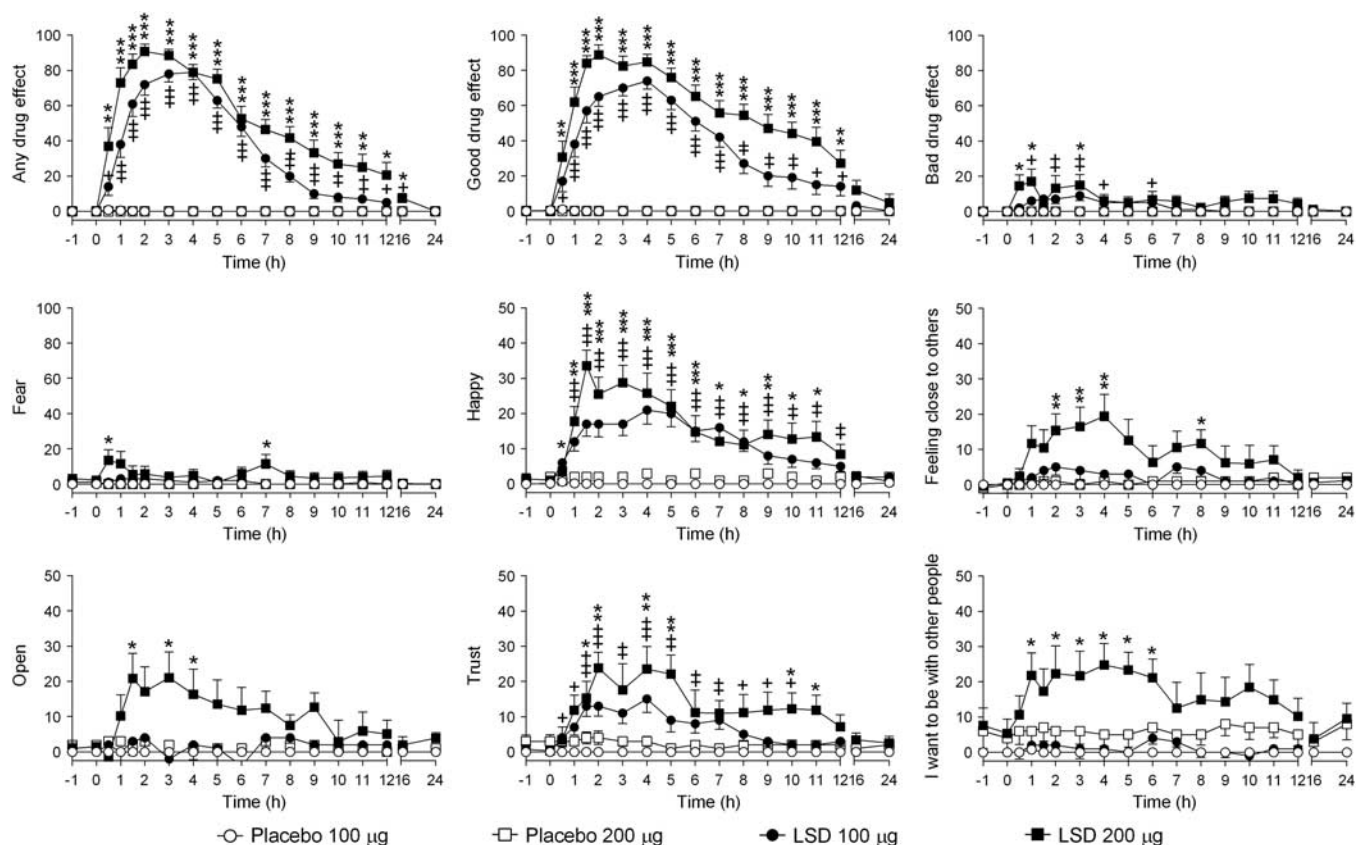 Any drug effect
100
80
60
40
20
0
-1 0 1 2 3 4 5 6 7 8 9 10 11 12 16 24
Time (h)
Good drug effect
100
80
60
40
20
0
-1 0 1 2 3 4 5 6 7 8 9 10 11 12 16 24
Time (h)
Bad drug effect
100
80
60
40
20
0
-1 0 1 2 3 4 5 6 7 8 9 10 11 12 16 24
Time (h)
Fear
100
80
60
40
20
0
-1 0 1 2 3 4 5 6 7 8 9 10 11 12 16 24
Time (h)
Happy
50
40
30
20
10
0
-1 0 1 2 3 4 5 6 7 8 9 10 11 12 16 24
Time (h)
Feeling close to others
50
40
30
20
10
0
-1 0 1 2 3 4 5 6 7 8 9 10 11 12 16 24
Time (h)
Open
50
40
30
20
10
0
-1 0 1 2 3 4 5 6 7 8 9 10 11 12 16 24
Time (h)
Trust
50
40
30
20
10
0
-1 0 1 2 3 4 5 6 7 8 9 10 11 12 16 24
Time (h)
I want to be with other people
50
40
30
20
10
0
-1 0 1 2 3 4 5 6 7 8 9 10 11 12 16 24
Time (h)
Placebo 100 µg Placebo 200 µg LSD 100 µg LSD 200 µg